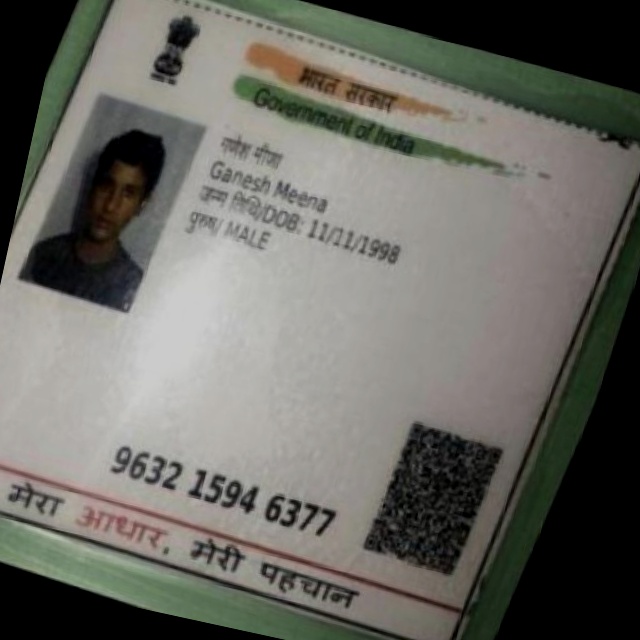 भारत सरकार
Government of India
गणेश मीणा
Ganesh Meena
जन्म तिथि/DOB: 11/11/1998
पुरुष/ MALE
9632 1594 6377
मेरा आधार, मेरी पहचान